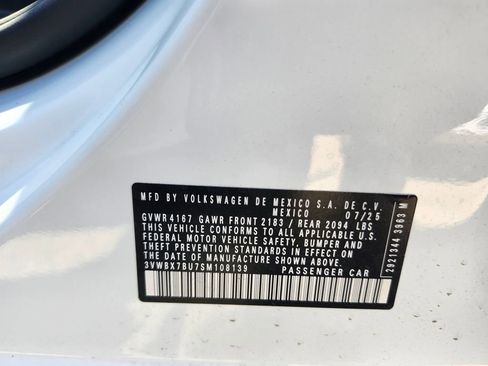 MFD BY VOLKSWAGEN DE MEXICO S.A. DE C.V.
MEXICO 07/25
GVWR 4167 GAWR FRONT 2183 / REAR 2094 LBS
THIS VEHICLE CONFORMS TO ALL APPLICABLE U.S.
FEDERAL MOTOR VEHICLE SAFETY, BUMPER AND
THEFT PREVENTION STANDARDS IN EFFECT ON
THE DATE OF MANUFACTURE SHOWN ABOVE.
3VWBX7BU7SM108139 PASSENGER CAR
2921344 3963 M